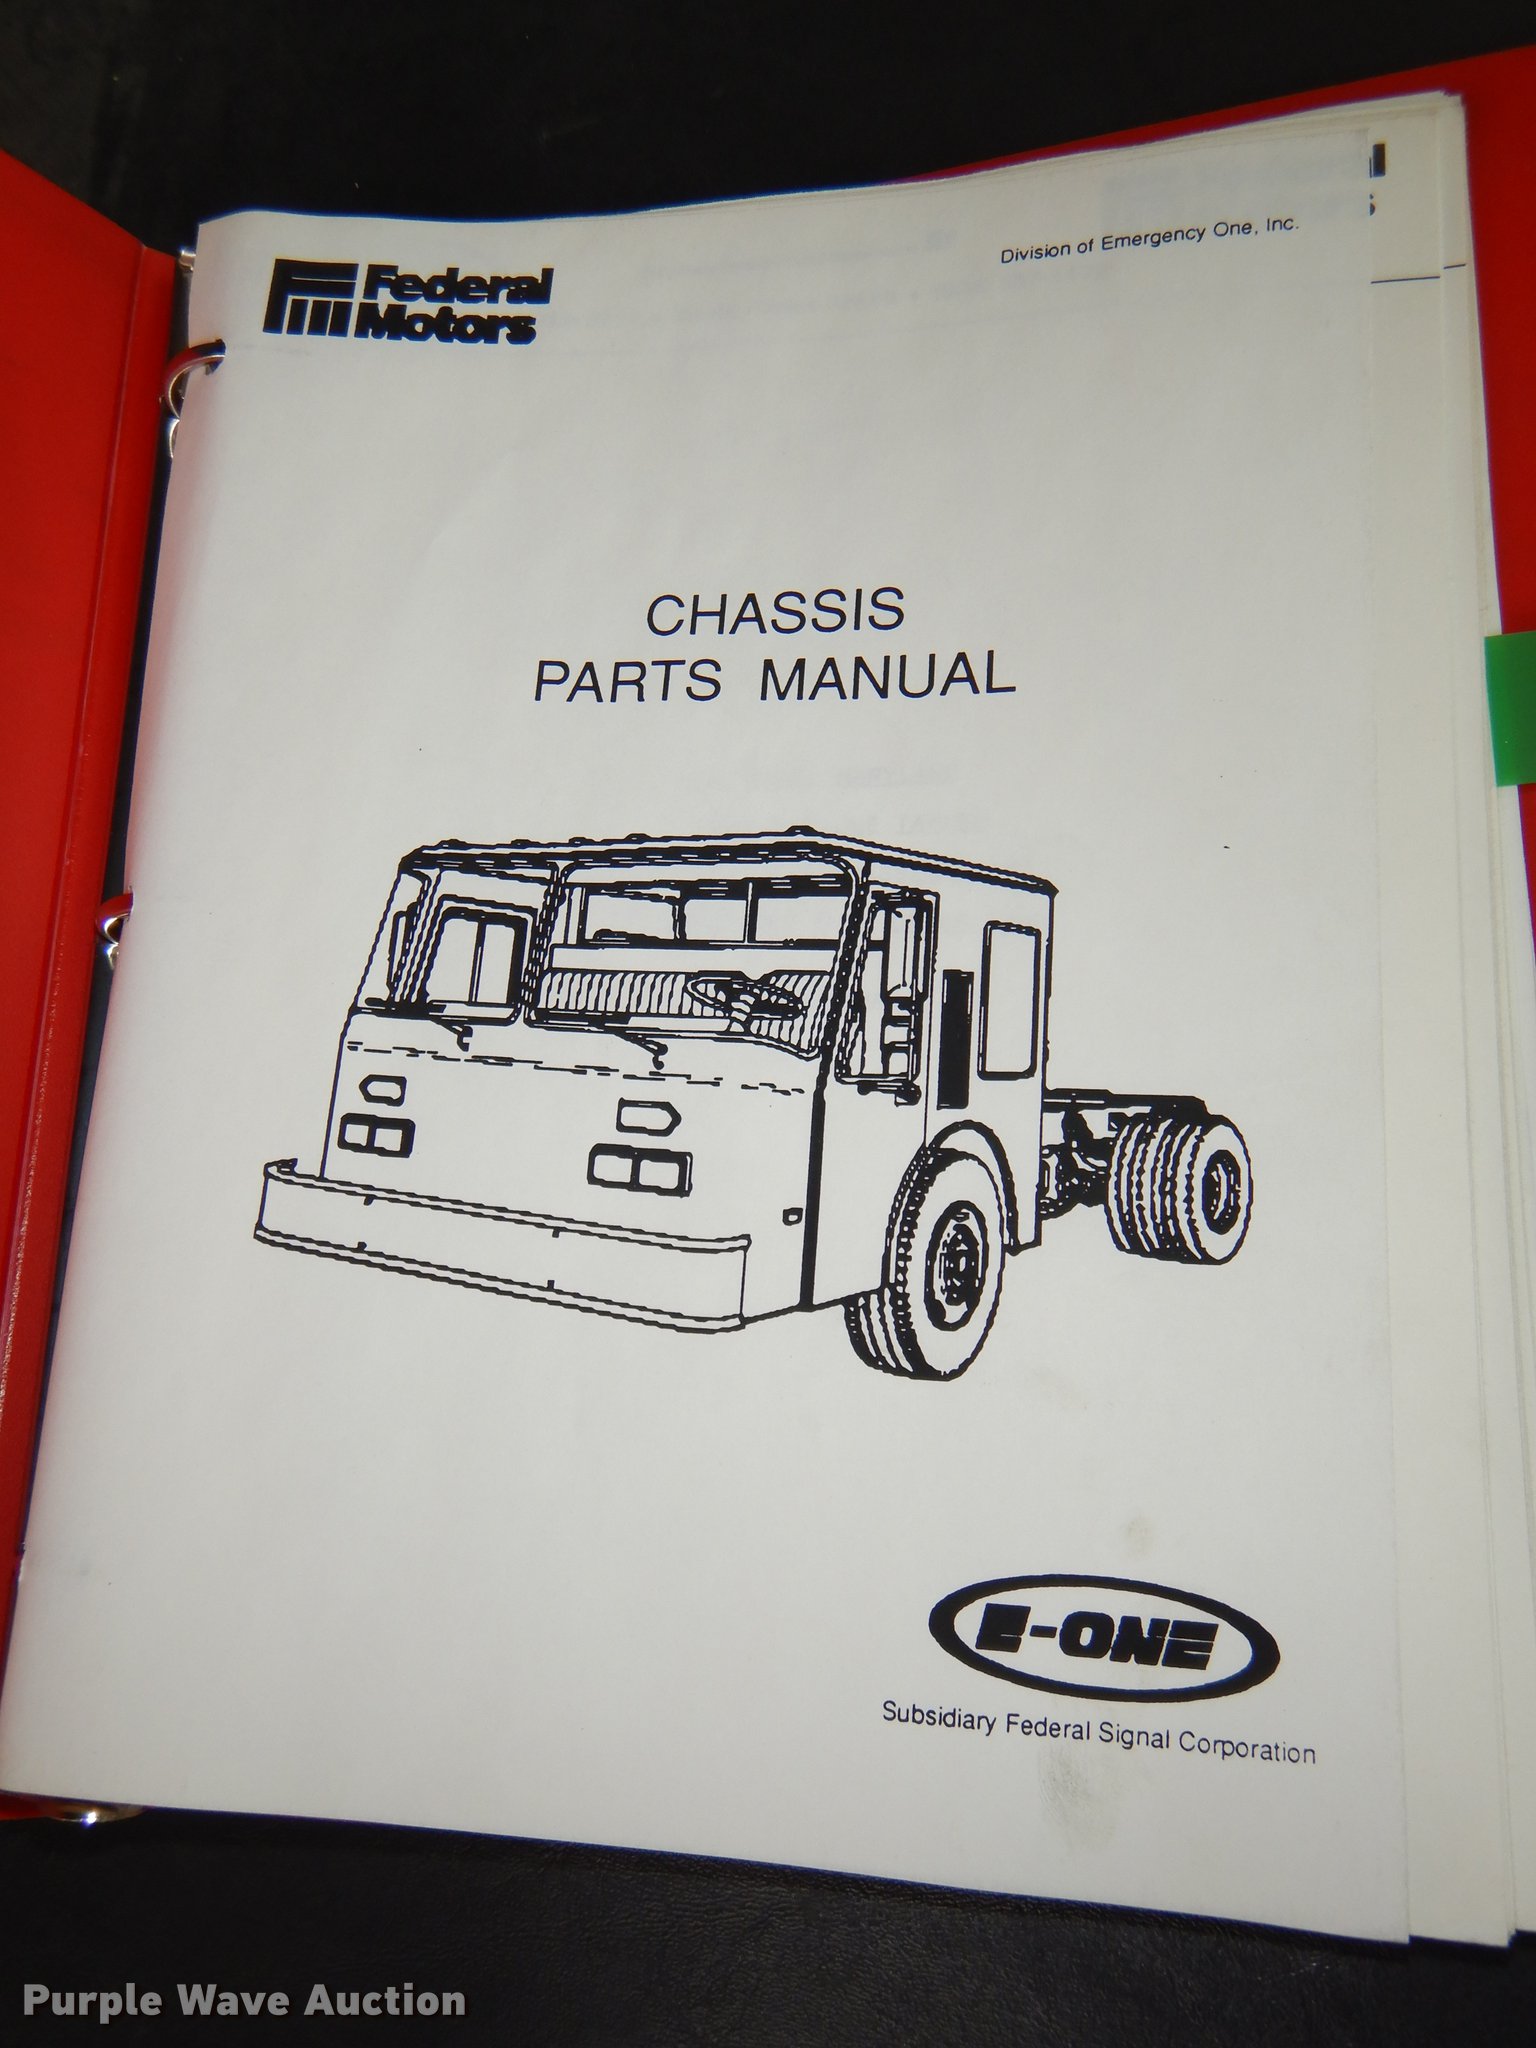 Federal
Motors
Division of Emergency One, Inc.
CHASSIS
PARTS MANUAL
E-ONE
Subsidiary Federal Signal Corporation
Purple Wave Auction